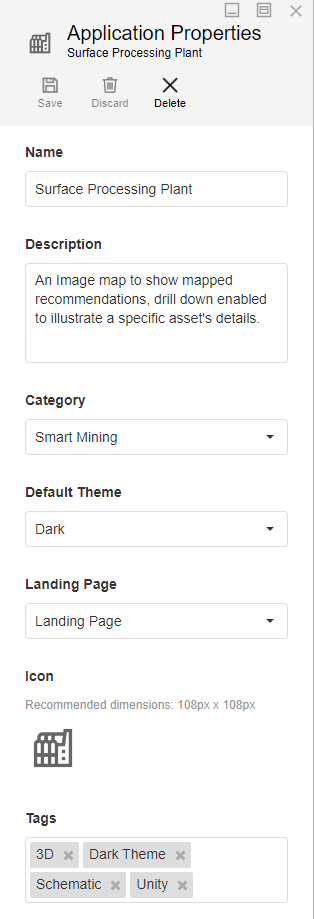 Application Properties
Surface Processing Plant
Save Discard Delete
Name
Surface Processing Plant
Description
An Image map to show mapped
recommendations, drill down enabled
to illustrate a specific asset's details.
Category
Smart Mining
Default Theme
Dark
Landing Page
Landing Page
Icon
Recommended dimensions: 108px x 108px
Tags
3D Dark Theme
Schematic Unity